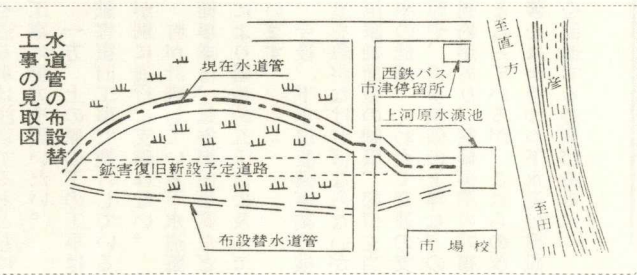 水道管の布設替
工事の見取図
現在水道管
西鉄バス
市津停留所
至直方
彦山川
上河原水源池
鉱害復旧新設予定道路
布設替水道管
市場校
至田川